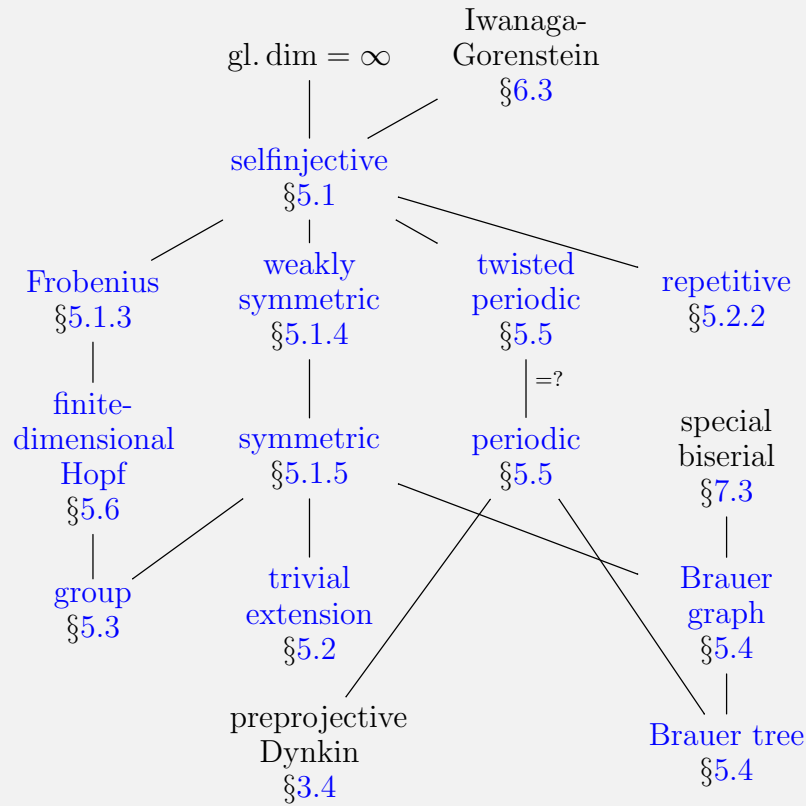 gl. dim = ∞
Iwanaga-
Gorenstein
§6.3
selfinjective
§5.1
Frobenius
§5.1.3
weakly
symmetric
§5.1.4
twisted
periodic
§5.5
repetitive
§5.2.2
=?
finite-
dimensional
Hopf
§5.6
symmetric
§5.1.5
periodic
§5.5
special
biserial
§7.3
group
§5.3
trivial
extension
§5.2
Brauer
graph
§5.4
preprojective
Dynkin
§3.4
Brauer tree
§5.4